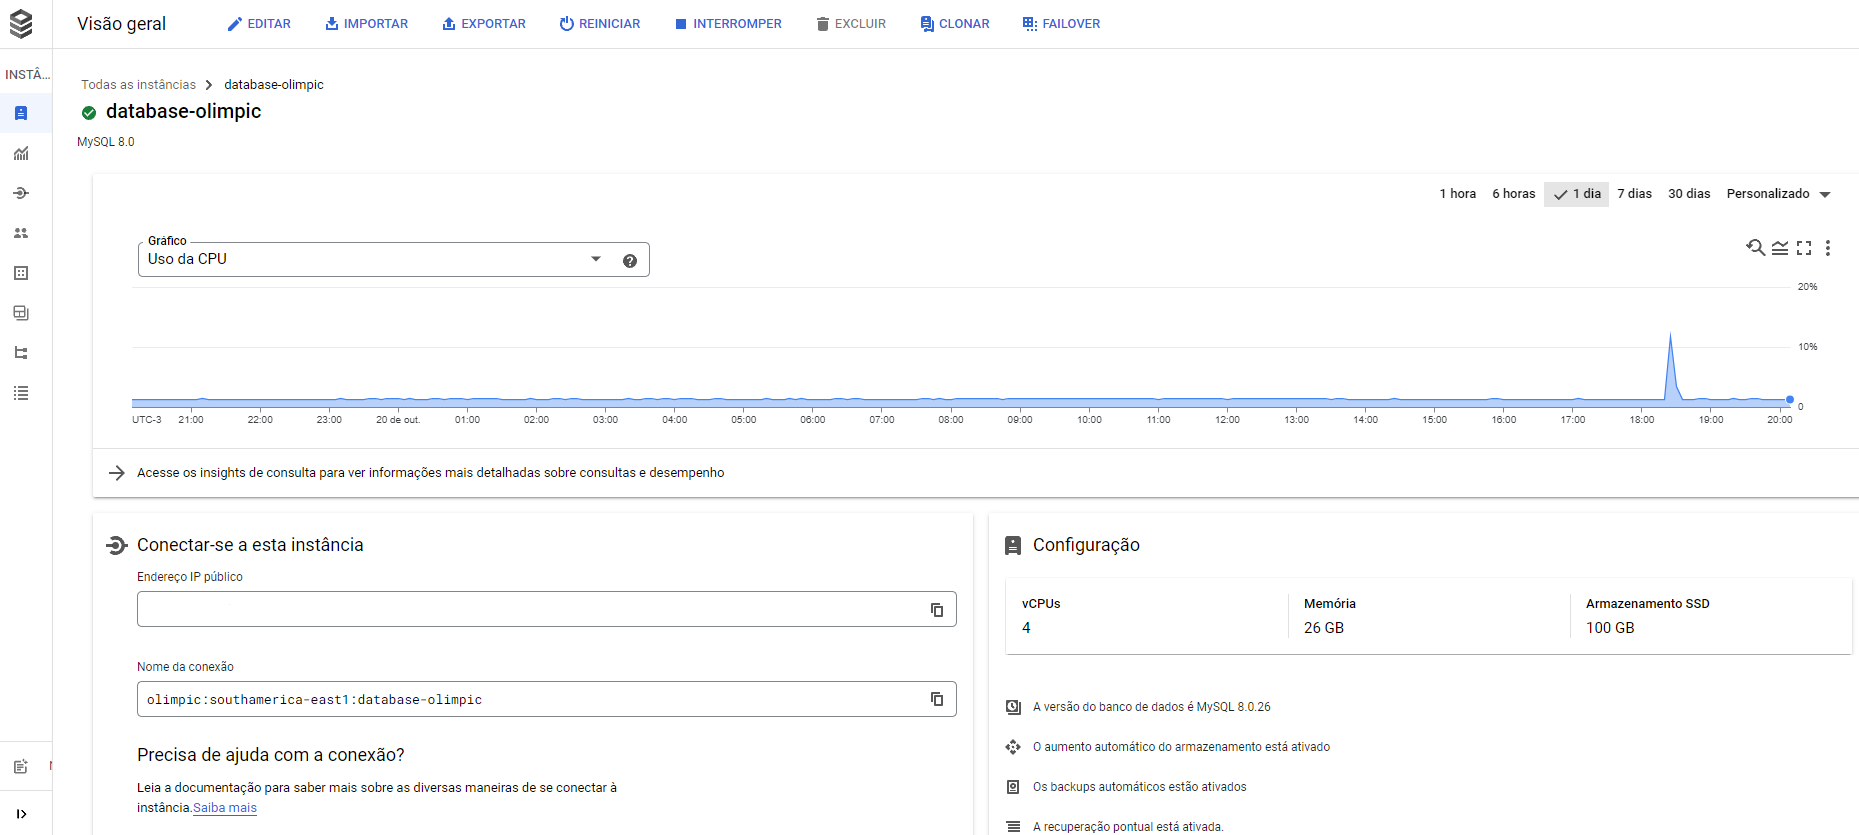 Visão geral
EDITAR
IMPORTAR
EXPORTAR
REINICIAR
INTERROMPER
EXCLUIR
CLONAR
FAILOVER
INSTÂ...
Todas as instâncias
database-olimpic
database-olimpic
MySQL 8.0
1 hora
6 horas
1 dia
7 dias
30 dias
Personalizado
Gráfico
Uso da CPU
20%
10%
0
UTC-3
21:00
22:00
23:00
20 de out.
01:00
02:00
03:00
04:00
05:00
06:00
07:00
08:00
09:00
10:00
11:00
12:00
13:00
14:00
15:00
16:00
17:00
18:00
19:00
20:00
Acesse os insights de consulta para ver informações mais detalhadas sobre consultas e desempenho
Conectar-se a esta instância
Endereço IP público
Nome da conexão
olimpic:southamerica-east1:database-olimpic
Precisa de ajuda com a conexão?
Leia a documentação para saber mais sobre as diversas maneiras de se conectar à
instância.Saiba mais
Configuração
vCPUs
4
Memória
26 GB
Armazenamento SSD
100 GB
A versão do banco de dados é MySQL 8.0.26
O aumento automático do armazenamento está ativado
Os backups automáticos estão ativados
A recuperação pontual está ativada.